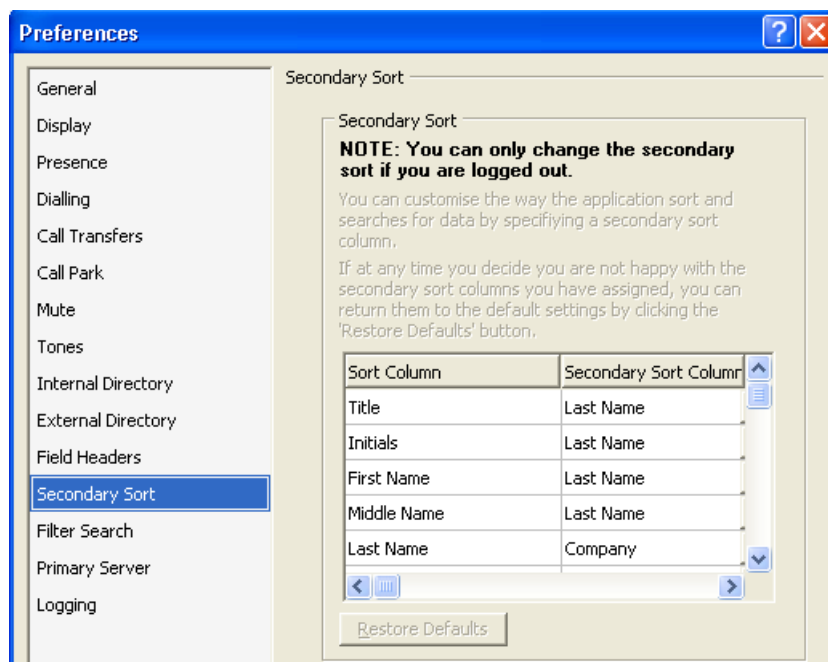 Preferences
General
Display
Presence
Dialling
Call Transfers
Call Park
Mute
Tones
Internal Directory
External Directory
Field Headers
Secondary Sort
Filter Search
Primary Server
Logging
Secondary Sort
Secondary Sort
NOTE: You can only change the secondary
sort if you are logged out.
You can customise the way the application sort and
searches for data by specifiying a secondary sort
column.
If at any time you decide you are not happy with the
secondary sort columns you have assigned, you can
return them to the default settings by clicking the
'Restore Defaults' button.
Sort Column Secondary Sort Column
Title Last Name
Initials Last Name
First Name Last Name
Middle Name Last Name
Last Name Company
Restore Defaults